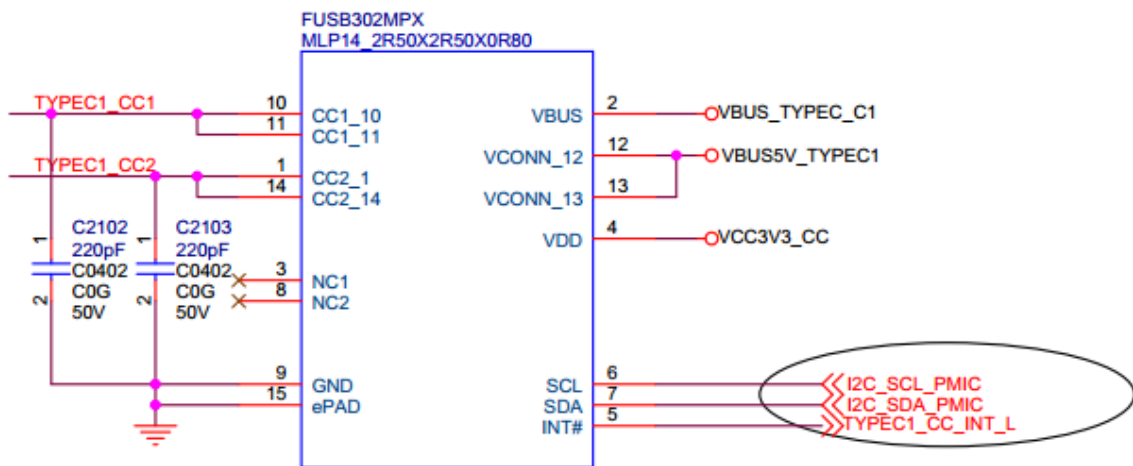 FUSB302MPX
MLP14_2R50X2R50X0R80
TYPEC1_CC1
10
CC1_10
11
CC1_11
TYPEC1_CC2
1
CC2_1
14
CC2_14
VBUS
2
VBUS_TYPEC_C1
VCONN_12
12
VBUS5V_TYPEC1
VCONN_13
13
VDD
4
VCC3V3_CC
1
C2102
220pF
C0402
C0G
50V
2
1
C2103
220pF
C0402
C0G
50V
2
3
NC1
8
NC2
9
GND
15
ePAD
SCL
6
I2C_SCL_PMIC
SDA
7
I2C_SDA_PMIC
INT#
5
TYPEC1_CC_INT_L